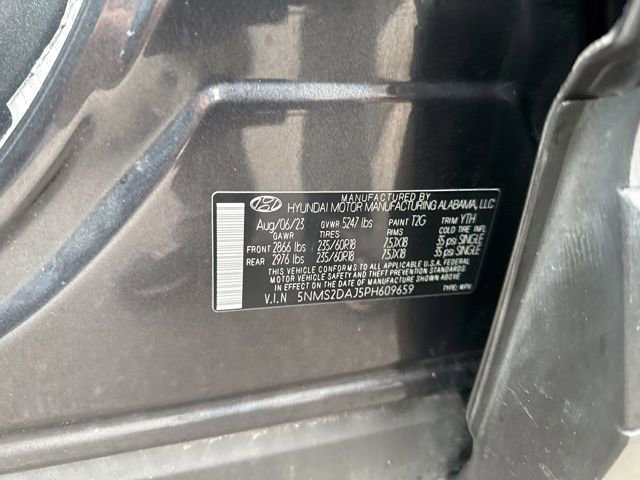 MANUFACTURED BY
HYUNDAI MOTOR MANUFACTURING ALABAMA, LLC
Aug/06/23 GVWR 5247 lbs PAINT T2G TRIM YTH
GAWR TIRES RIMS COLD TIRE INFL.
FRONT 2866 lbs 235/60R18 7.5JX18 35 psi SINGLE
REAR 2976 lbs 235/60R18 7.5JX18 35 psi SINGLE
THIS VEHICLE CONFORMS TO ALL APPLICABLE U.S.A. FEDERAL
MOTOR VEHICLE SAFETY AND THEFT PREVENTION STANDARDS
IN EFFECT ON THE DATE OF MANUFACTURE SHOWN ABOVE.
V.I.N 5NMS2DAJ5PH609659 TYPE: MPV